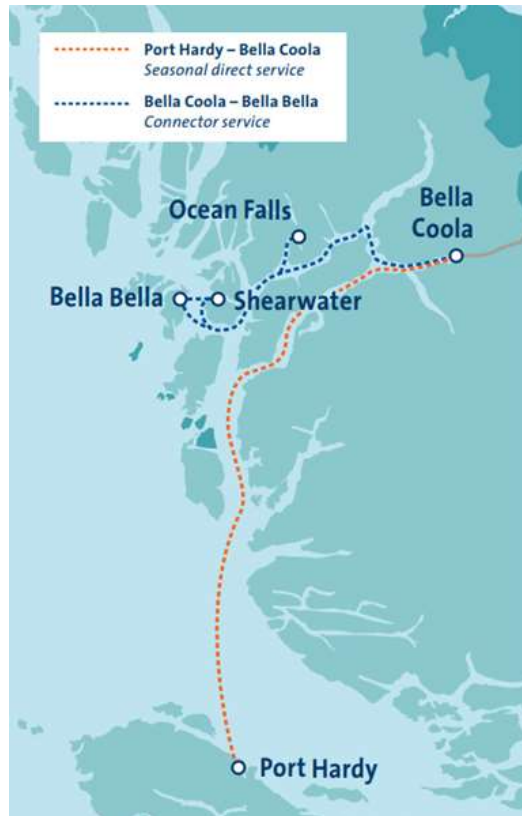 Port Hardy – Bella Coola
Seasonal direct service
Bella Coola – Bella Bella
Connector service
Ocean Falls
Bella
Coola
Bella Bella
Shearwater
Port Hardy